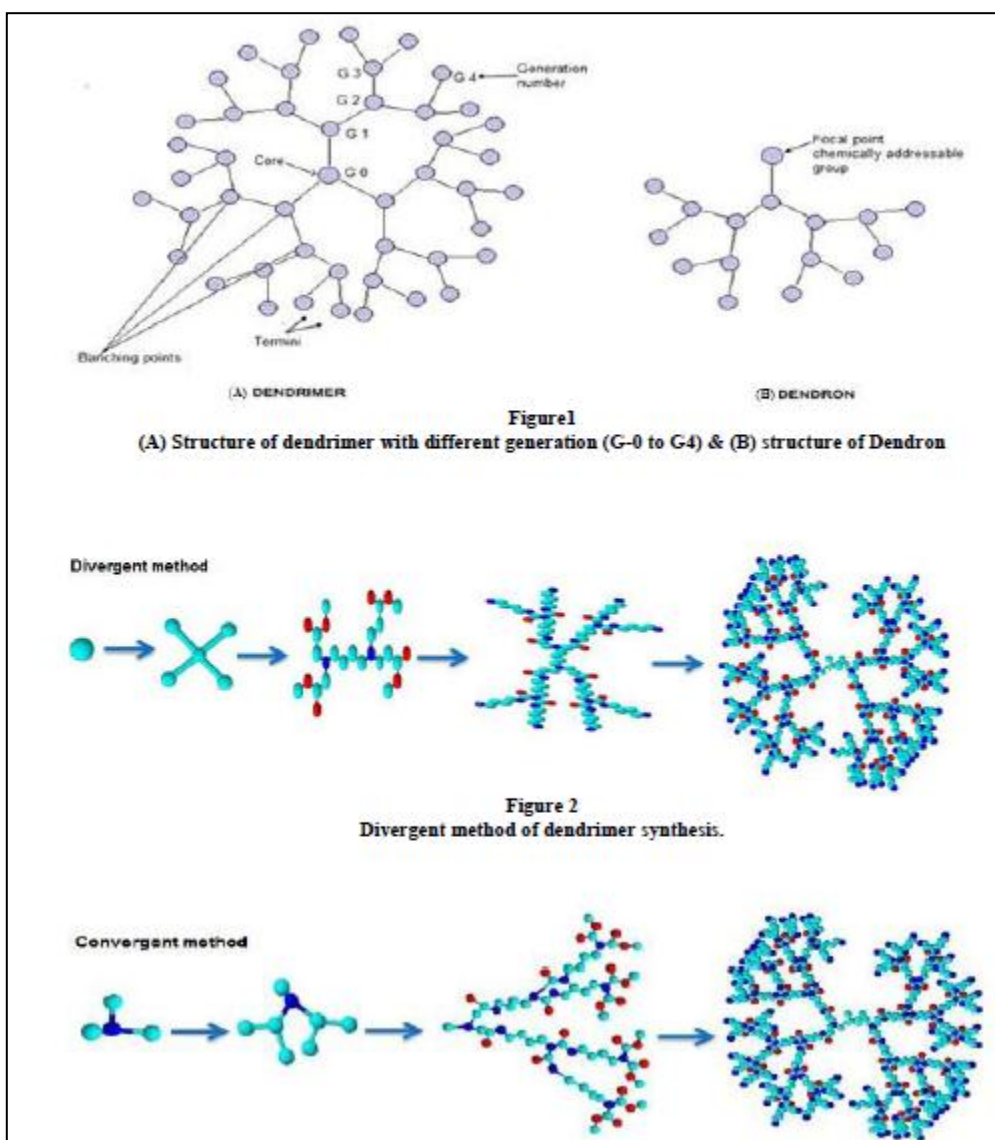 G 3
G 4
Generation
number
G 2
G 1
Core
G 0
Termini
Banching points
(A) DENDRIMER
Focal point
chemically addressable
group
(B) DENDRON
Figure1
(A) Structure of dendrimer with different generation (G-0 to G4) & (B) structure of Dendron
Divergent method
Figure 2
Divergent method of dendrimer synthesis.
Convergent method